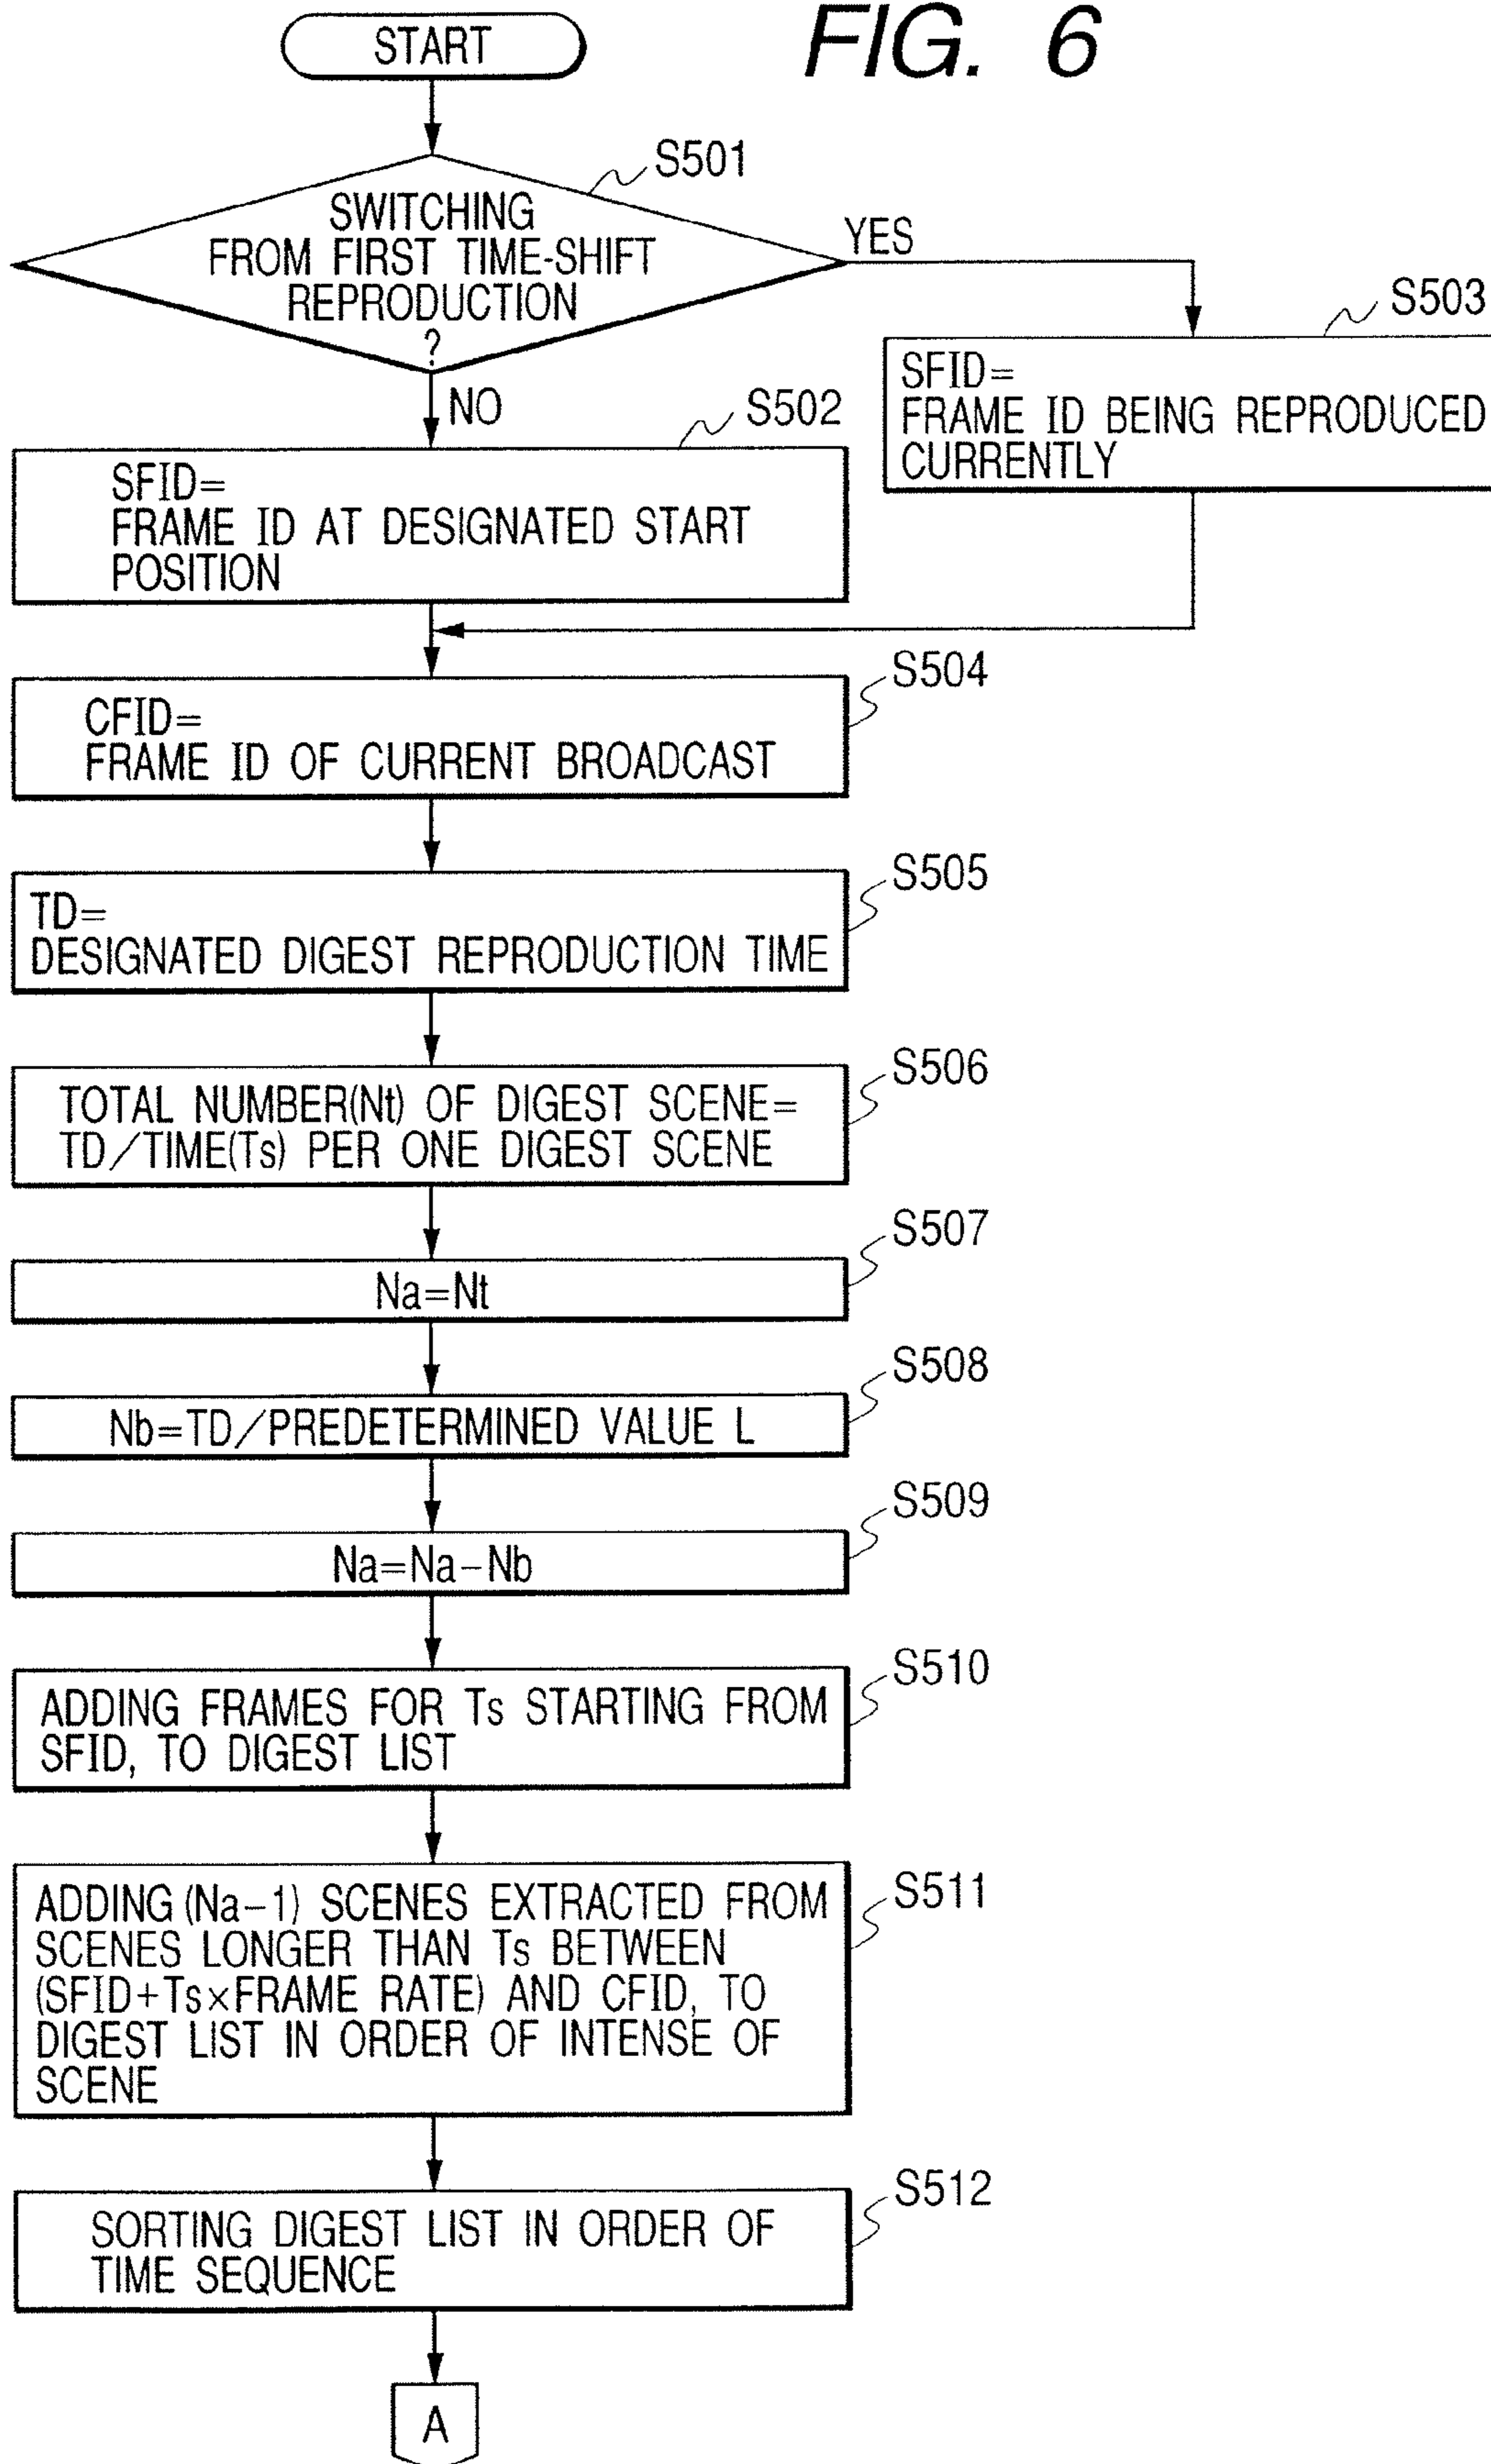 FIG. 6
START
S501
SWITCHING
FROM FIRST TIME-SHIFT
REPRODUCTION
?
YES
NO
S503
SFID=
FRAME ID BEING REPRODUCED
CURRENTLY
S502
SFID=
FRAME ID AT DESIGNATED START
POSITION
S504
CFID=
FRAME ID OF CURRENT BROADCAST
S505
TD=
DESIGNATED DIGEST REPRODUCTION TIME
S506
TOTAL NUMBER(Nt) OF DIGEST SCENE=
TD/TIME(Ts) PER ONE DIGEST SCENE
S507
Na=Nt
S508
Nb=TD/PREDETERMINED VALUE L
S509
Na=Na-Nb
S510
ADDING FRAMES FOR Ts STARTING FROM
SFID, TO DIGEST LIST
S511
ADDING (Na-1) SCENES EXTRACTED FROM
SCENES LONGER THAN Ts BETWEEN
(SFID+Ts×FRAME RATE) AND CFID, TO
DIGEST LIST IN ORDER OF INTENSE OF
SCENE
S512
SORTING DIGEST LIST IN ORDER OF
TIME SEQUENCE
A